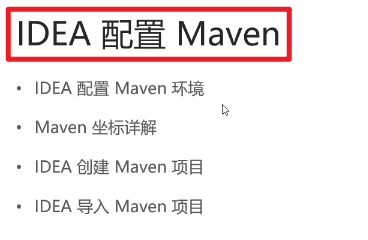 IDEA 配置 Maven
• IDEA 配置 Maven 环境
• Maven 坐标详解
• IDEA 创建 Maven 项目
• IDEA 导入 Maven 项目